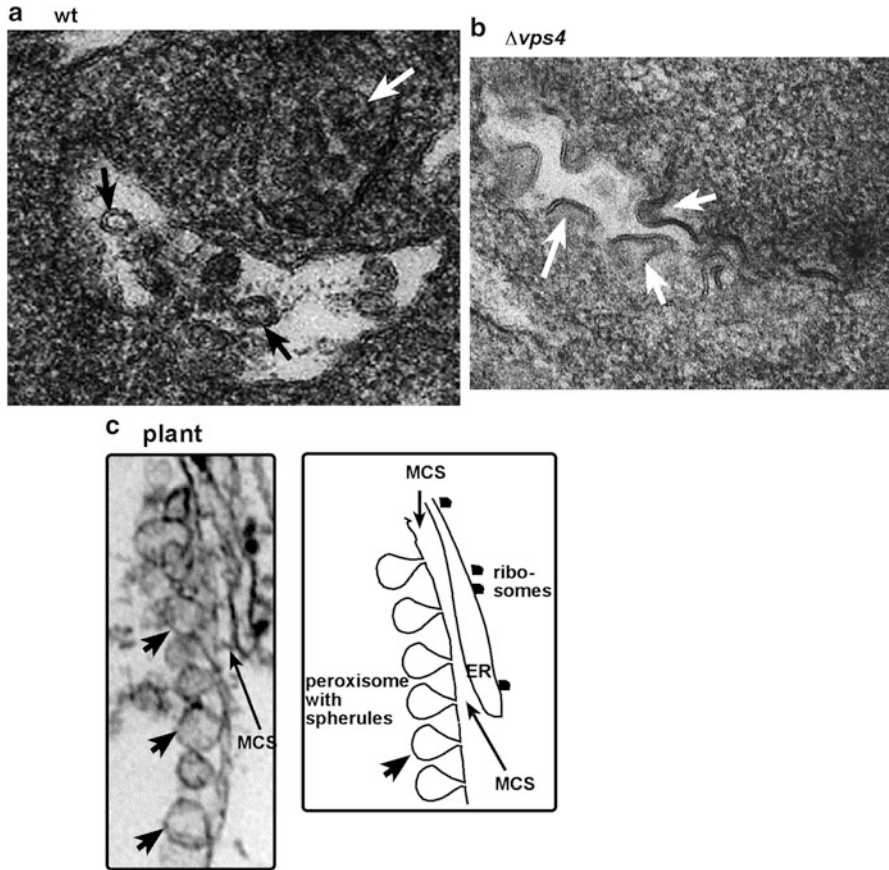 a wt
b Δvps4
c plant
MCS
MCS
ribo-
somes
peroxisome
with
spherules
ER
MCS